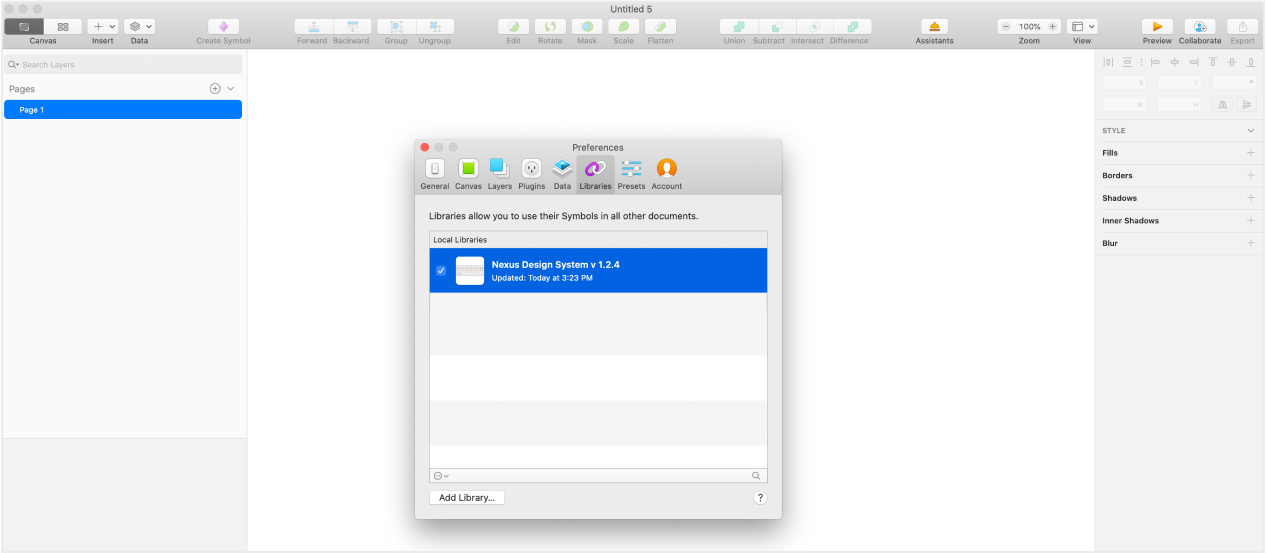 Untitled 5
100%
Canvas Insert Data Create Symbol Forward Backward Group Ungroup Edit Rotate Mask Scale Flatten Union Subtract Intersect Difference Assistants Zoom View Preview Collaborate Export
Search Layers
Pages
Page 1
Preferences
General Canvas Layers Plugins Data Libraries Presets Account
Libraries allow you to use their Symbols in all other documents.
Local Libraries
Nexus Design System v 1.2.4
Updated: Today at 3:23 PM
Add Library...
?
X Y °
W H
STYLE
Fills
Borders
Shadows
Inner Shadows
Blur